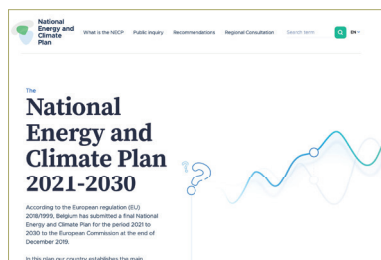 National
Energy and
Climate
Plan
What is the NECP Public inquiry Recommendations Regional Consultation Search term EN
The
National
Energy and
Climate Plan
2021-2030
According to the European regulation (EU)
2018/1999, Belgium has submitted a final National
Energy and Climate Plan for the period 2021 to
2030 to the European Commission at the end of
December 2019.
In this plan our country establishes the main